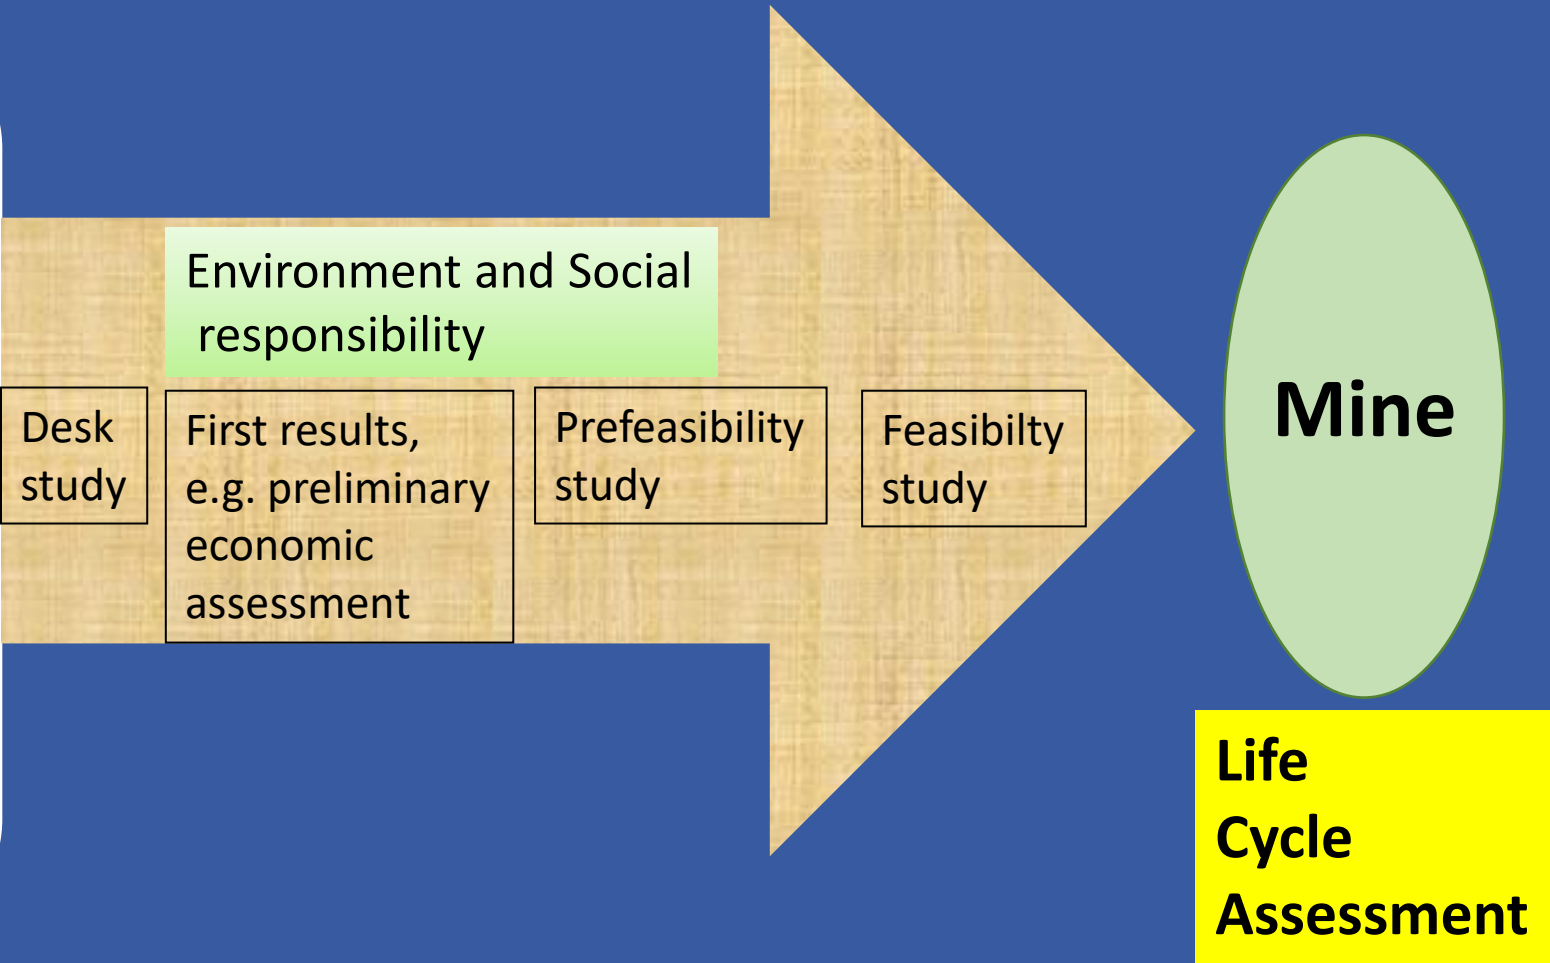 Environment and Social
responsibility
Desk
study
First results,
e.g. preliminary
economic
assessment
Prefeasibility
study
Feasibilty
study
Mine
Life
Cycle
Assessment